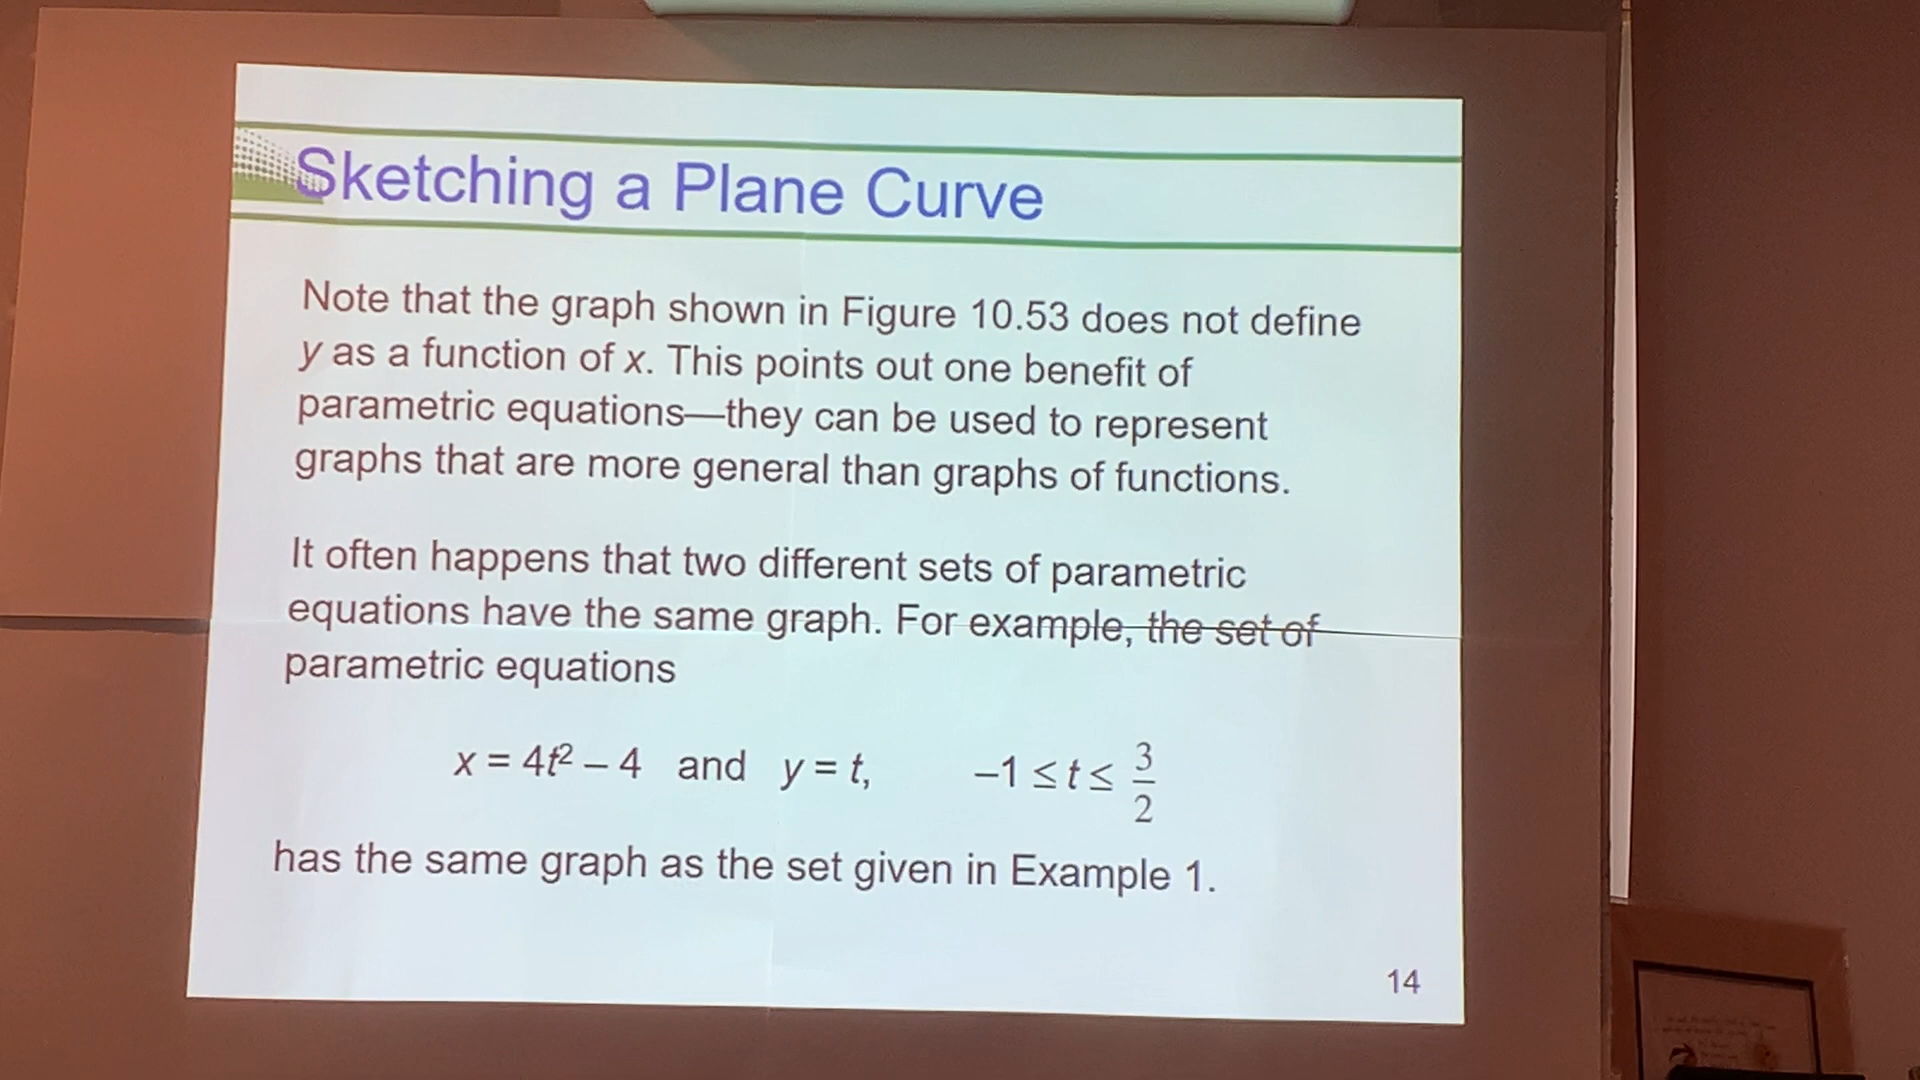 Sketching a Plane Curve
Note that the graph shown in Figure 10.53 does not define
y as a function of x. This points out one benefit of
parametric equations—they can be used to represent
graphs that are more general than graphs of functions.
It often happens that two different sets of parametric
equations have the same graph. For example, the set of
parametric equations
x = 4t² – 4 and y = t, –1 ≤ t ≤ 3/2
has the same graph as the set given in Example 1.
14